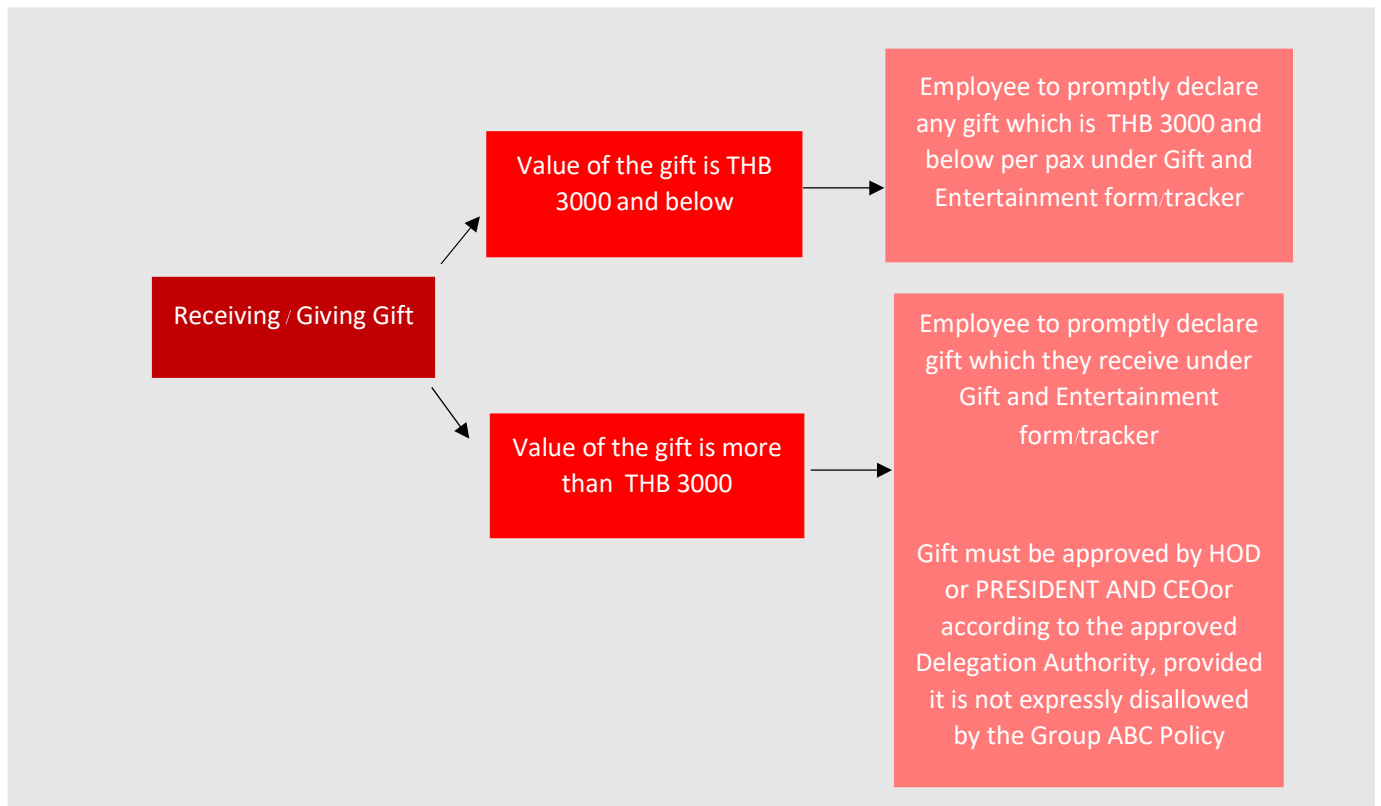 Receiving / Giving Gift
Value of the gift is THB
3000 and below
Employee to promptly declare
any gift which is THB 3000 and
below per pax under Gift and
Entertainment form/tracker
Value of the gift is more
than THB 3000
Employee to promptly declare
gift which they receive under
Gift and Entertainment
form/tracker
Gift must be approved by HOD
or PRESIDENT AND CEOor
according to the approved
Delegation Authority, provided
it is not expressly disallowed
by the Group ABC Policy